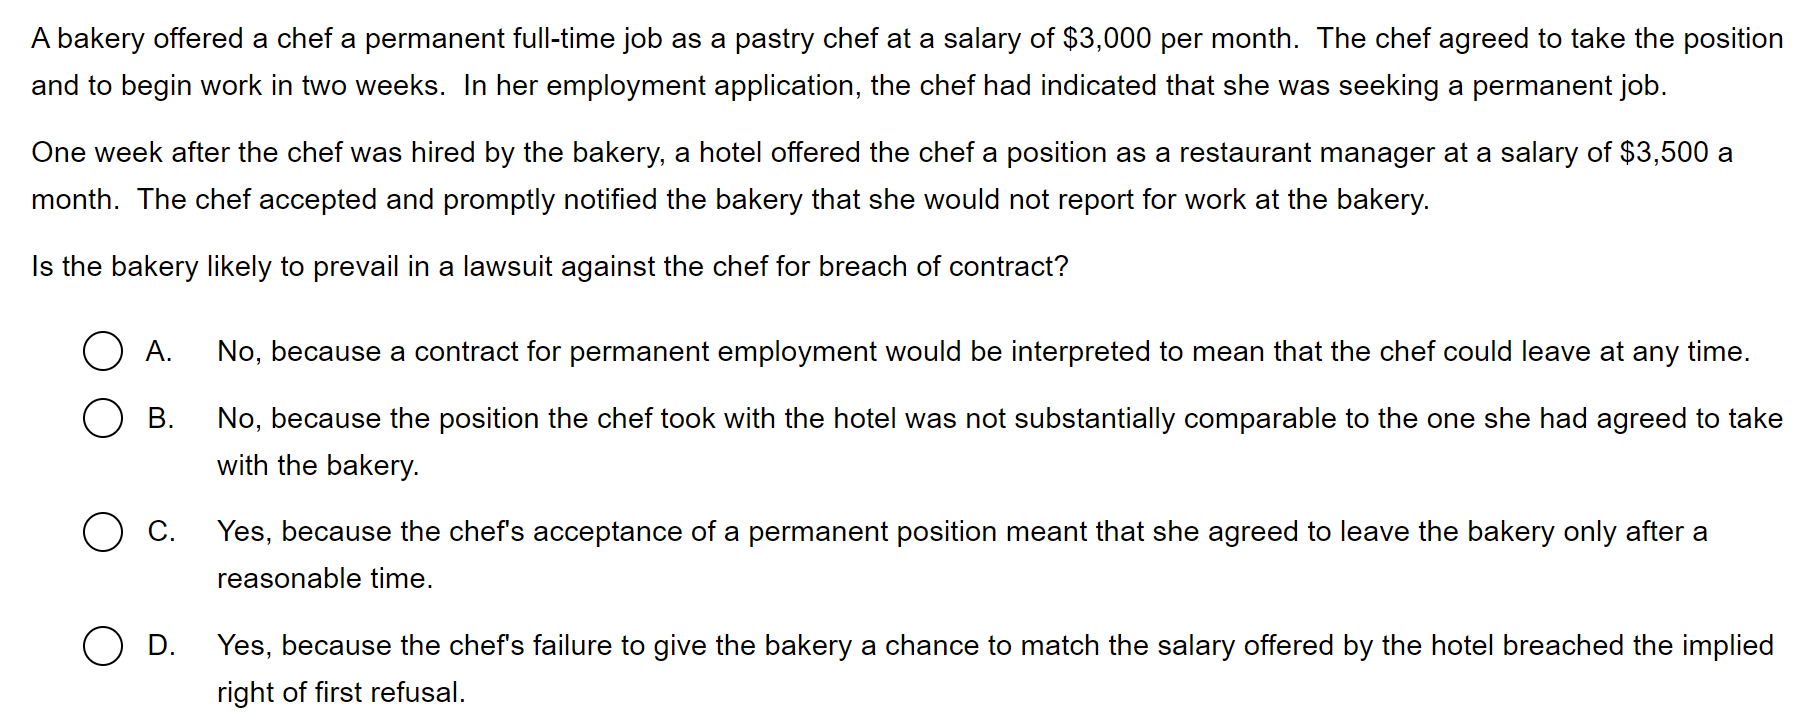 A bakery offered a chef a permanent full-time job as a pastry chef at a salary of $3,000 per month.  The chef agreed to take the position
and to begin work in two weeks.  In her employment application, the chef had indicated that she was seeking a permanent job.
One week after the chef was hired by the bakery, a hotel offered the chef a position as a restaurant manager at a salary of $3,500 a
month.  The chef accepted and promptly notified the bakery that she would not report for work at the bakery.
Is the bakery likely to prevail in a lawsuit against the chef for breach of contract?
A. No, because a contract for permanent employment would be interpreted to mean that the chef could leave at any time.
B. No, because the position the chef took with the hotel was not substantially comparable to the one she had agreed to take
with the bakery.
C. Yes, because the chef's acceptance of a permanent position meant that she agreed to leave the bakery only after a
reasonable time.
D. Yes, because the chef's failure to give the bakery a chance to match the salary offered by the hotel breached the implied
right of first refusal.